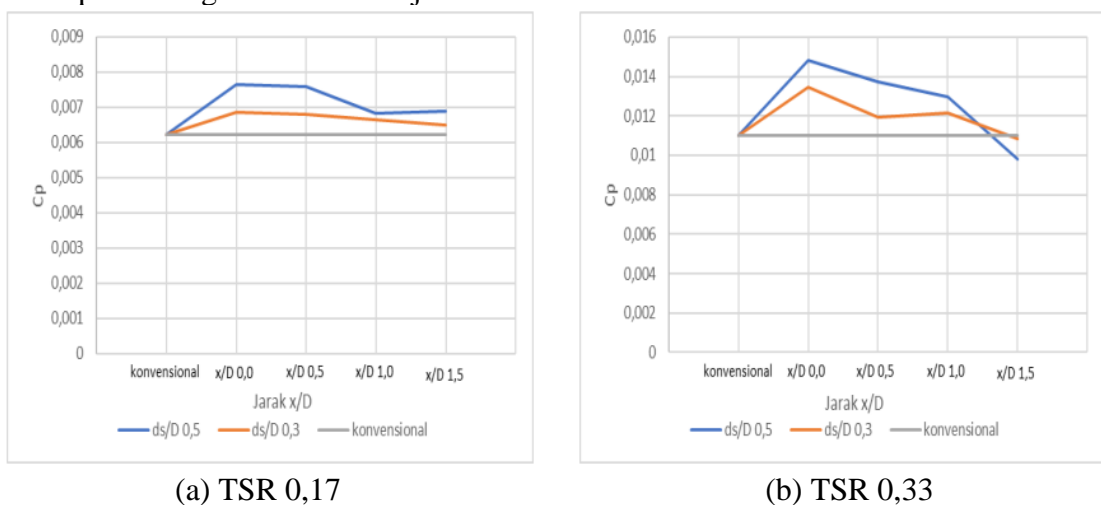 0,009
0,008
0,007
0,006
0,005
0,004
0,003
0,002
0,001
0
Cp
konvensional x/D 0,0 x/D 0,5 x/D 1,0 x/D 1,5
Jarak x/D
ds/D 0,5 ds/D 0,3 konvensional
(a) TSR 0,17
0,016
0,014
0,012
0,01
0,008
0,006
0,004
0,002
0
Cp
konvensional x/D 0,0 x/D 0,5 x/D 1,0 x/D 1,5
Jarak x/D
ds/D 0,5 ds/D 0,3 konvensional
(b) TSR 0,33